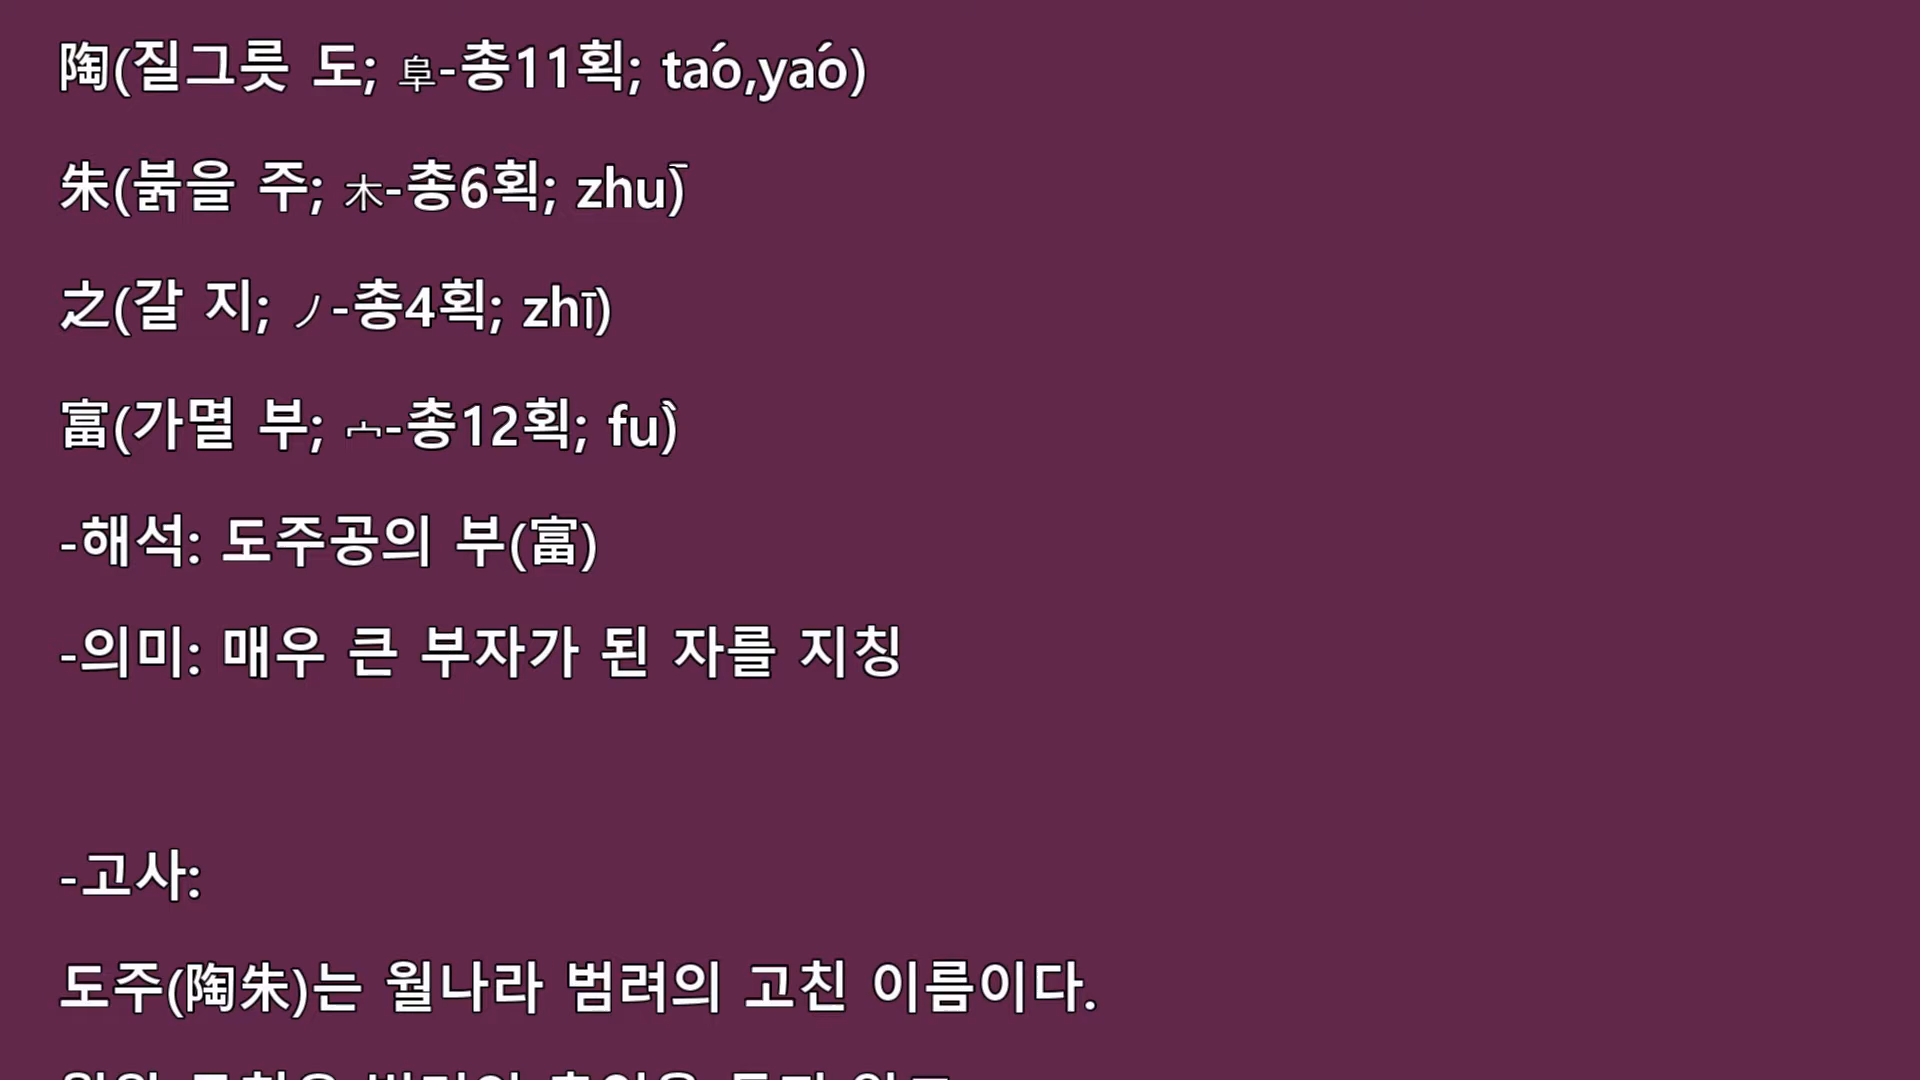 陶(질그릇 도; 阜-총11획; taó,yaó)
朱(붉을 주; 木-총6획; zhu)̄
之(갈 지; ノ-총4획; zhī)
富(가멸 부; 宀-총12획; fu)̀
-해석: 도주공의 부(富)
-의미: 매우 큰 부자가 된 자를 지칭
-고사:
도주(陶朱)는 월나라 범려의 고친 이름이다.